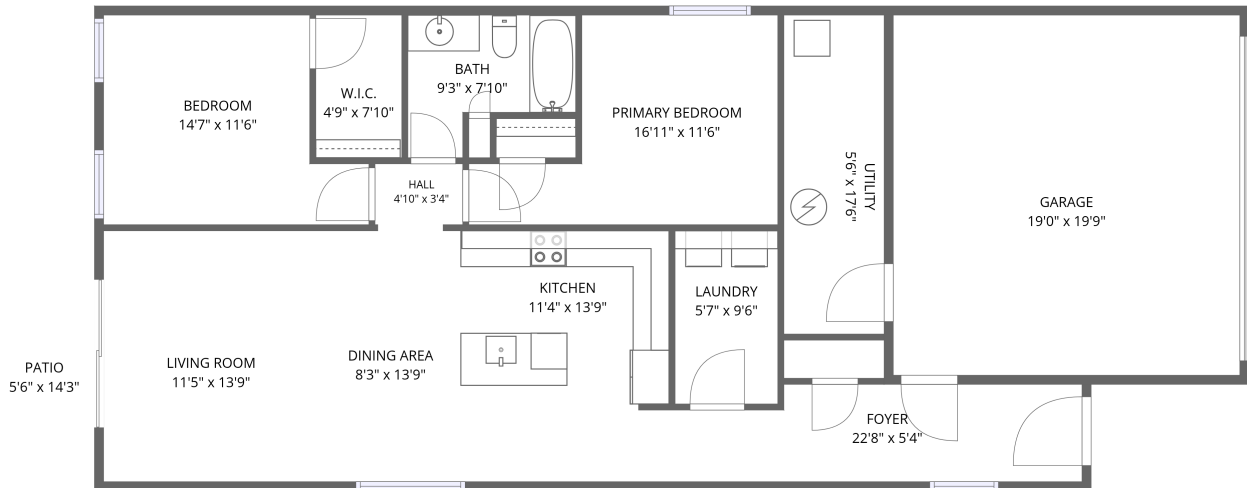 BEDROOM
14'7" x 11'6"
W.I.C.
4'9" x 7'10"
BATH
9'3" x 7'10"
PRIMARY BEDROOM
16'11" x 11'6"
UTILITY
5'6" x 17'6"
GARAGE
19'0" x 19'9"
HALL
4'10" x 3'4"
KITCHEN
11'4" x 13'9"
LAUNDRY
5'7" x 9'6"
PATIO
5'6" x 14'3"
LIVING ROOM
11'5" x 13'9"
DINING AREA
8'3" x 13'9"
FOYER
22'8" x 5'4"